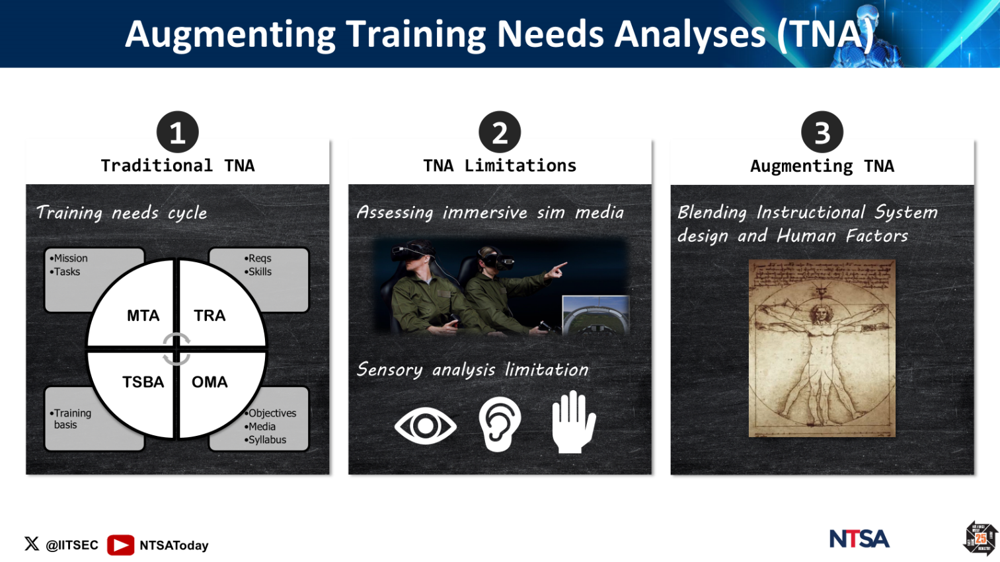 Augmenting Training Needs Analyses (TNA)
1
Traditional TNA
Training needs cycle
•Mission
•Tasks
•Reqs
•Skills
MTA
TRA
TSBA
OMA
•Training
basis
•Objectives
•Media
•Syllabus
2
TNA Limitations
Assessing immersive sim media
Sensory analysis limitation
3
Augmenting TNA
Blending Instructional System
design and Human Factors
X @IITSEC
NTSAToday
NTSA
25
INDUSTRY